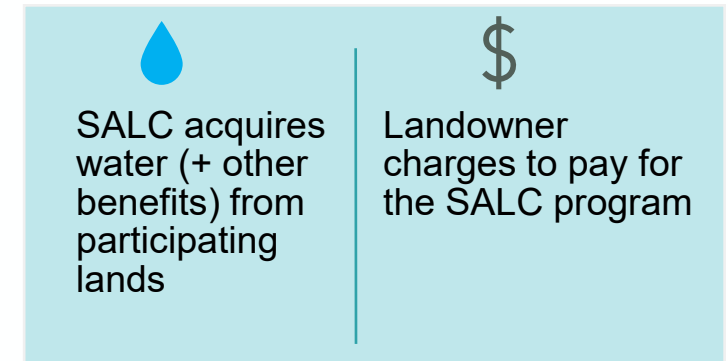 SALC acquires
water (+ other
benefits) from
participating
lands
$
Landowner
charges to pay for
the SALC program